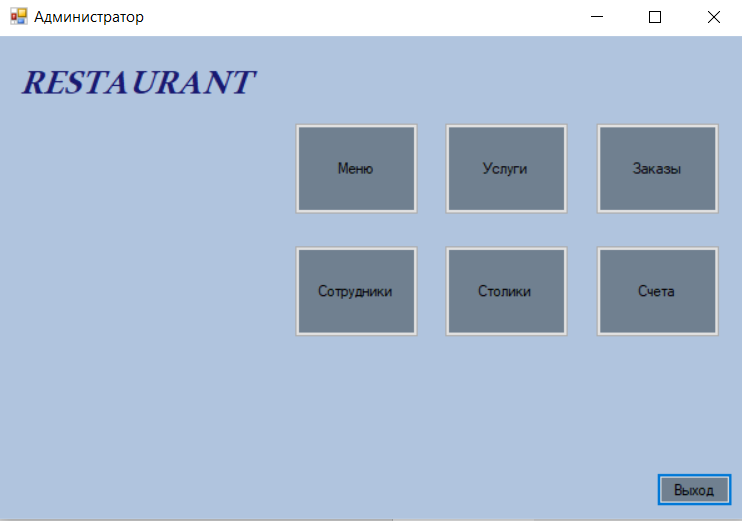 Администратор
RESTAURANT
Меню
Услуги
Заказы
Сотрудники
Столики
Счета
Выход